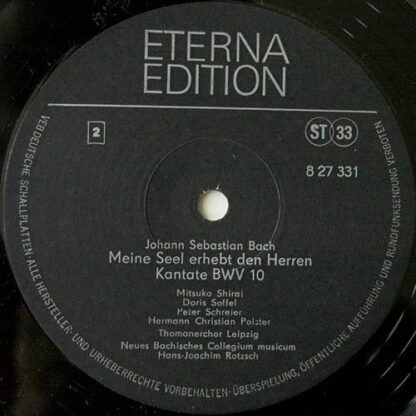 ETERNA
EDITION
2
ST 33
8 27 331
Johann Sebastian Bach
Meine Seel erhebt den Herren
Kantate BWV 10
Mitsuko Shirai
Doris Soffel
Peter Schreier
Hermann Christian Polster
Thomanerchor Leipzig
Neues Bachisches Collegium musicum
Hans-Joachim Rotzsch
VEB DEUTSCHE SCHALLPLATTEN·ALLE HERSTELLER- UND URHEBERRECHTE VORBEHALTEN·ÜBERSPIELUNG, ÖFFENTLICHE AUFFÜHRUNG UND RUNDFUNKSENDUNG VERBOTEN